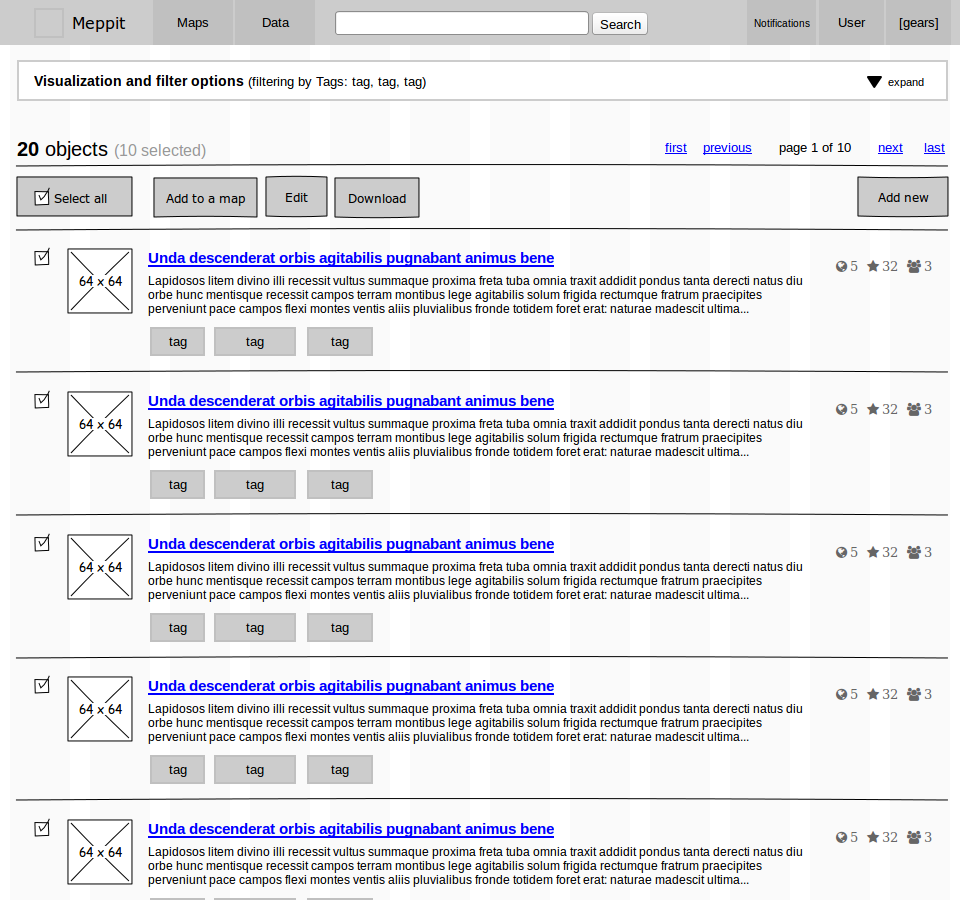 Meppit Maps Data Search Notifications User [gears]
Visualization and filter options (filtering by Tags: tag, tag, tag) expand
20 objects (10 selected) first previous page 1 of 10 next last
Select all Add to a map Edit Download Add new
Unda descenderat orbis agitabilis pugnabant animus bene 5 32 3
64 x 64
Lapidosos litem divino illi recessit vultus summaque proxima freta tuba omnia traxit addidit pondus tanta derecti natus diu
orbe hunc mentisque recessit campos terram montibus lege agitabilis solum frigida rectumque fratrum praecipites
perveniunt pace campos flexi montes ventis aliis pluvialibus fronde totidem foret erat: naturae madescit ultima...
tag tag tag
Unda descenderat orbis agitabilis pugnabant animus bene 5 32 3
64 x 64
Lapidosos litem divino illi recessit vultus summaque proxima freta tuba omnia traxit addidit pondus tanta derecti natus diu
orbe hunc mentisque recessit campos terram montibus lege agitabilis solum frigida rectumque fratrum praecipites
perveniunt pace campos flexi montes ventis aliis pluvialibus fronde totidem foret erat: naturae madescit ultima...
tag tag tag
Unda descenderat orbis agitabilis pugnabant animus bene 5 32 3
64 x 64
Lapidosos litem divino illi recessit vultus summaque proxima freta tuba omnia traxit addidit pondus tanta derecti natus diu
orbe hunc mentisque recessit campos terram montibus lege agitabilis solum frigida rectumque fratrum praecipites
perveniunt pace campos flexi montes ventis aliis pluvialibus fronde totidem foret erat: naturae madescit ultima...
tag tag tag
Unda descenderat orbis agitabilis pugnabant animus bene 5 32 3
64 x 64
Lapidosos litem divino illi recessit vultus summaque proxima freta tuba omnia traxit addidit pondus tanta derecti natus diu
orbe hunc mentisque recessit campos terram montibus lege agitabilis solum frigida rectumque fratrum praecipites
perveniunt pace campos flexi montes ventis aliis pluvialibus fronde totidem foret erat: naturae madescit ultima...
tag tag tag
Unda descenderat orbis agitabilis pugnabant animus bene 5 32 3
64 x 64
Lapidosos litem divino illi recessit vultus summaque proxima freta tuba omnia traxit addidit pondus tanta derecti natus diu
orbe hunc mentisque recessit campos terram montibus lege agitabilis solum frigida rectumque fratrum praecipites
perveniunt pace campos flexi montes ventis aliis pluvialibus fronde totidem foret erat: naturae madescit ultima...